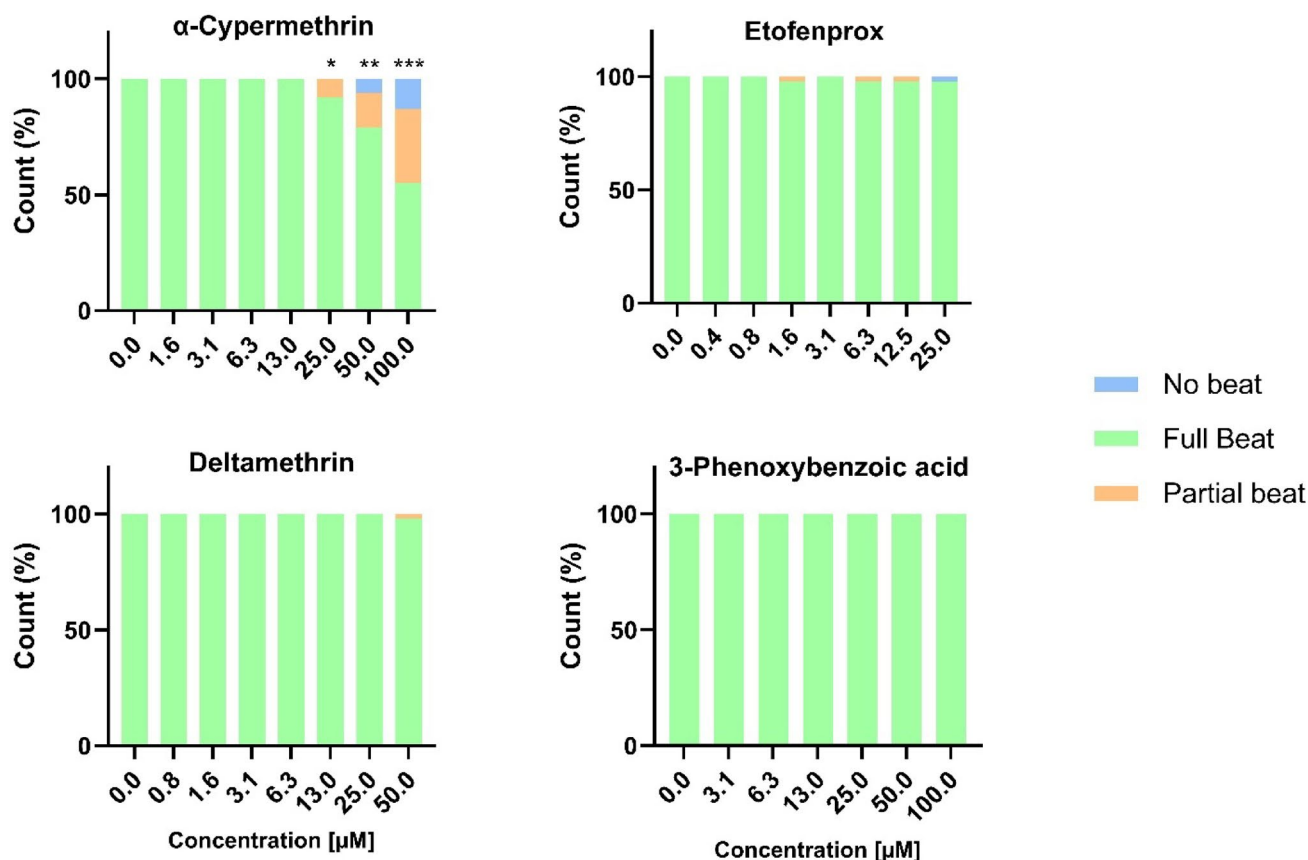 α-Cypermethrin
Count (%)
100
50
0
* ** ***
0.0 1.6 3.1 6.3 13.0 25.0 50.0 100.0
Etofenprox
Count (%)
100
50
0
0.0 0.4 0.8 1.6 3.1 6.3 12.5 25.0
No beat
Full Beat
Partial beat
Deltamethrin
Count (%)
100
50
0
0.0 0.8 1.6 3.1 6.3 13.0 25.0 50.0
Concentration [µM]
3-Phenoxybenzoic acid
Count (%)
100
50
0
0.0 3.1 6.3 13.0 25.0 50.0 100.0
Concentration [µM]